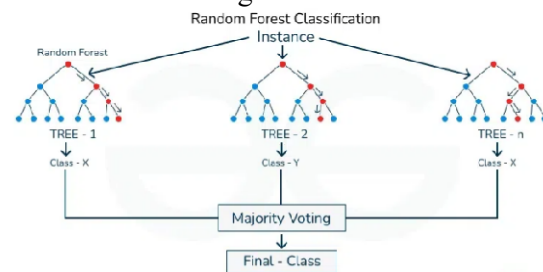 Random Forest Classification
Instance
Random Forest
TREE - 1
TREE - 2
TREE - n
Class - X
Class - Y
Class - X
Majority Voting
Final - Class